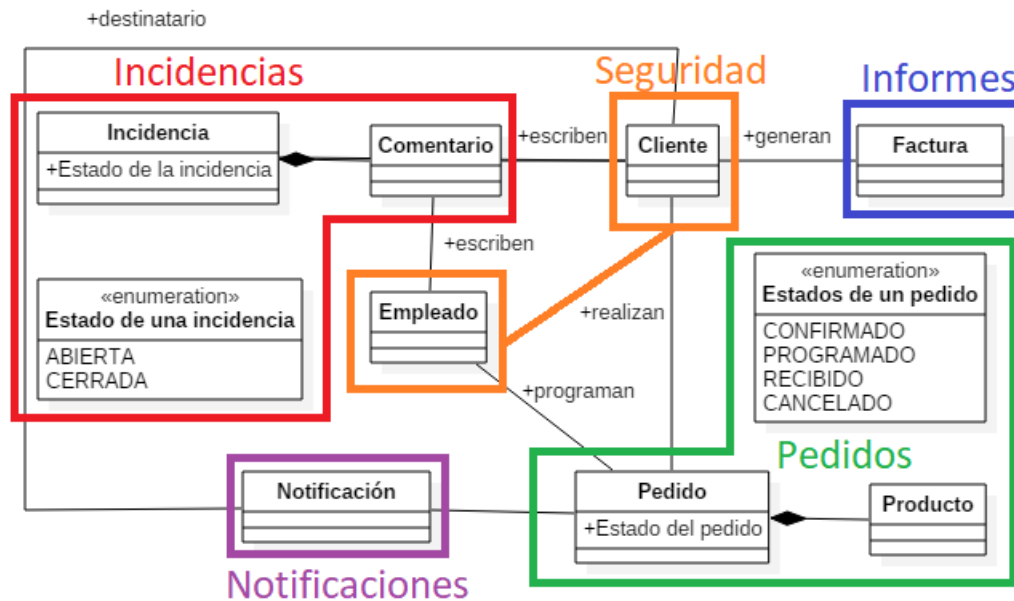 +destinatario
Incidencias
Seguridad
Informes
Incidencia
+Estado de la incidencia
Comentario
+escriben
Cliente
+generan
Factura
+escriben
«enumeration»
Estado de una incidencia
ABIERTA
CERRADA
Empleado
+realizan
«enumeration»
Estados de un pedido
CONFIRMADO
PROGRAMADO
RECIBIDO
CANCELADO
+programan
Pedidos
Notificación
Pedido
+Estado del pedido
Producto
Notificaciones